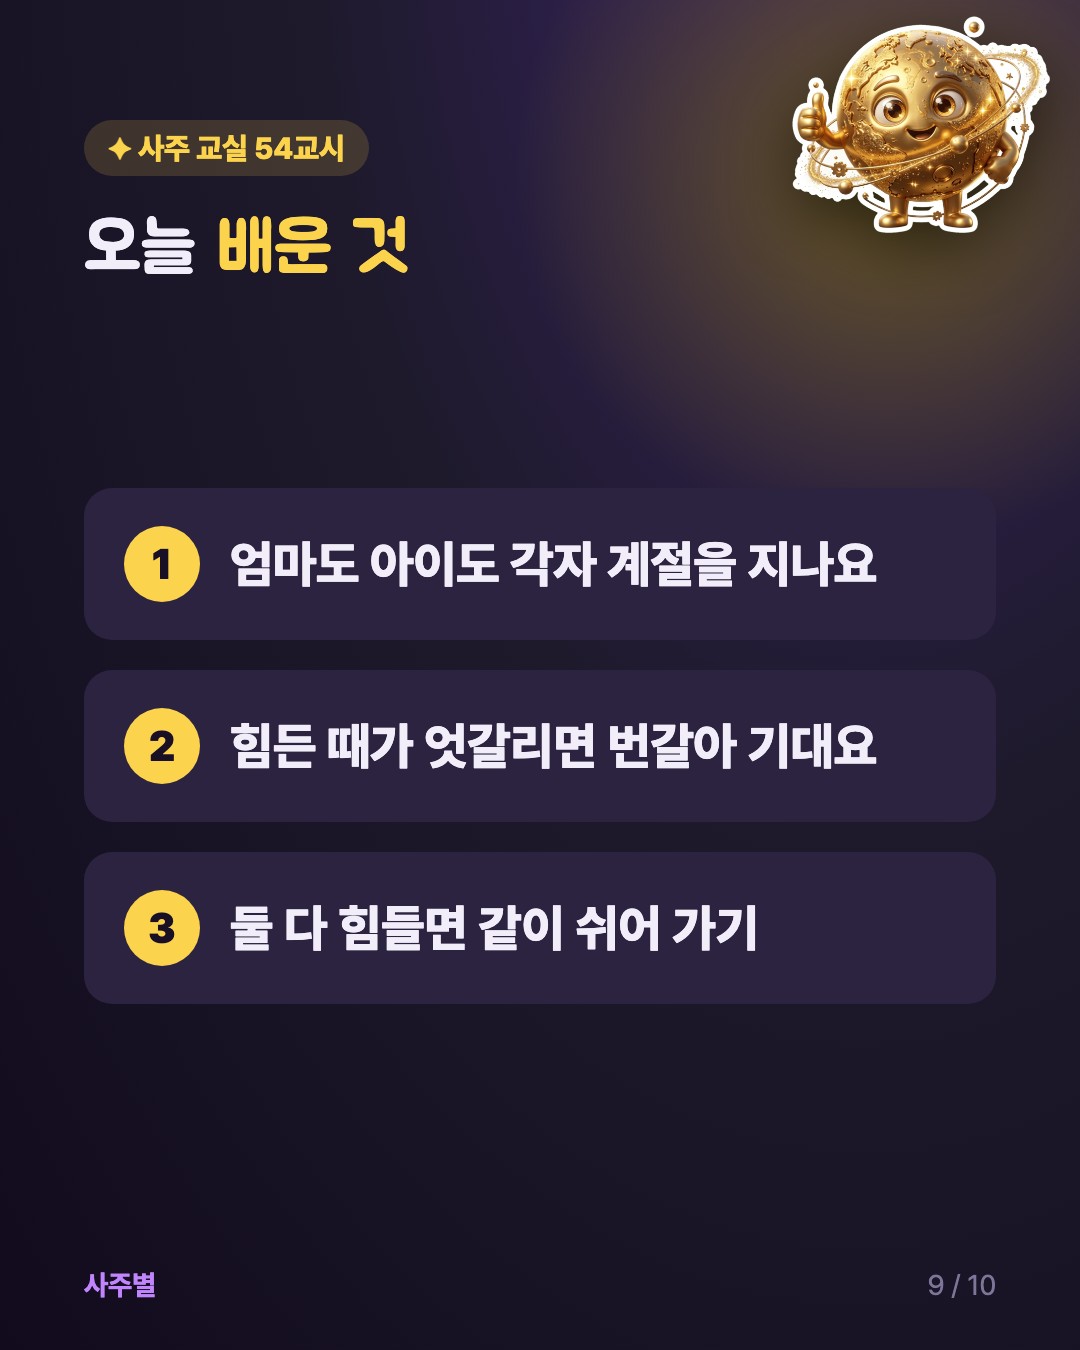 ✦ 사주 교실 54교시
오늘 배운 것
1 엄마도 아이도 각자 계절을 지나요
2 힘든 때가 엇갈리면 번갈아 기대요
3 둘 다 힘들면 같이 쉬어 가기
사주별
9 / 10